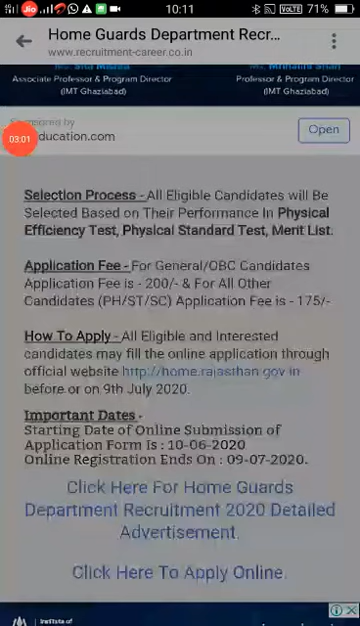 10:11
71%
Home Guards Department Recr...
www.recruitment-career.co.in
Associate Professor & Program Director
(IMT Ghaziabad)
Professor & Program Director
(IMT Ghaziabad)
Sponsored by
03:01
ducation.com
Open
Selection Process - All Eligible Candidates will Be
Selected Based on Their Performance in Physical
Efficiency Test, Physical Standard Test, Merit List.
Application Fee - For General/OBC Candidates
Application Fee is - 200/- & For All Other
Candidates (PH/ST/SC) Application Fee is - 175/-
How To Apply - All Eligible and Interested
candidates may fill the online application through
official website http://home.rajasthan.gov.in
before or on 9th July 2020.
Important Dates -
Starting Date of Online Submission of
Application Form Is : 10-06-2020
Online Registration Ends On : 09-07-2020.
Click Here For Home Guards
Department Recruitment 2020 Detailed
Advertisement.
Click Here To Apply Online.
Institute of